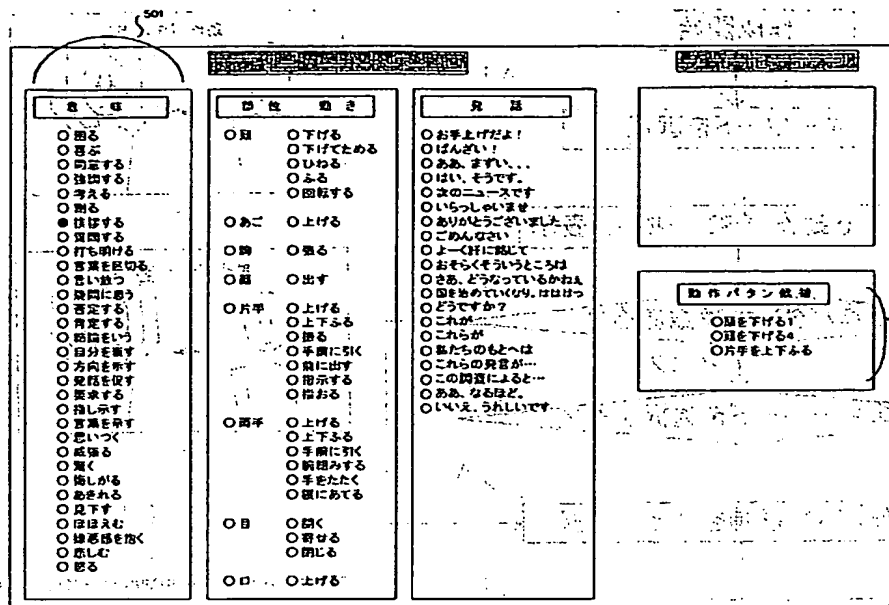 501
意味
○困る
○喜ぶ
○同意する
○強調する
○考える
○謝る
●挨拶する
○質問する
○打ち明ける
○言葉を区切る
○言い放つ
○疑問に思う
○否定する
○肯定する
○結論をいう
○自分を表す
○方向を示す
○発話を促す
○要求する
○指し示す
○言葉を示す
○思いつく
○威張る
○驚く
○悔しがる
○あきれる
○見下す
○ほほえむ
○嫌悪感を抱く
○悲しむ
○怒る
部位 動き
○頭 ○下げる
○下げてためる
○ひねる
○ふる
○回転する
○あご ○上げる
○胸 ○張る
○肩 ○出す
○片手 ○上げる
○上下ふる
○振る
○手前に引く
○前に出す
○指示する
○指おる
○両手 ○上げる
○上下ふる
○手前に引く
○腕組みする
○手をたたく
○腰にあてる
○目 ○開く
○寄せる
○閉じる
○口 ○上げる
発話
○お手上げだよ！
○ばんざい！
○ああ、まずい...
○はい、そうです。
○次のニュースです
○いらっしゃいませ
○ありがとうございました
○ごめんなさい
○よーく肝に銘じて
○おそらくそういうところは
○さあ、どうなっているかねぇ
○国を治めていくなり。はははっ
○どうですか？
○これが…
○これらが
○私たちのもとへは
○これらの発言が…
○この調査によると…
○ああ、なるほど。
○いいえ、うれしいです
動作パタン候補
○頭を下げる1
○頭を下げる4
○片手を上下ふる